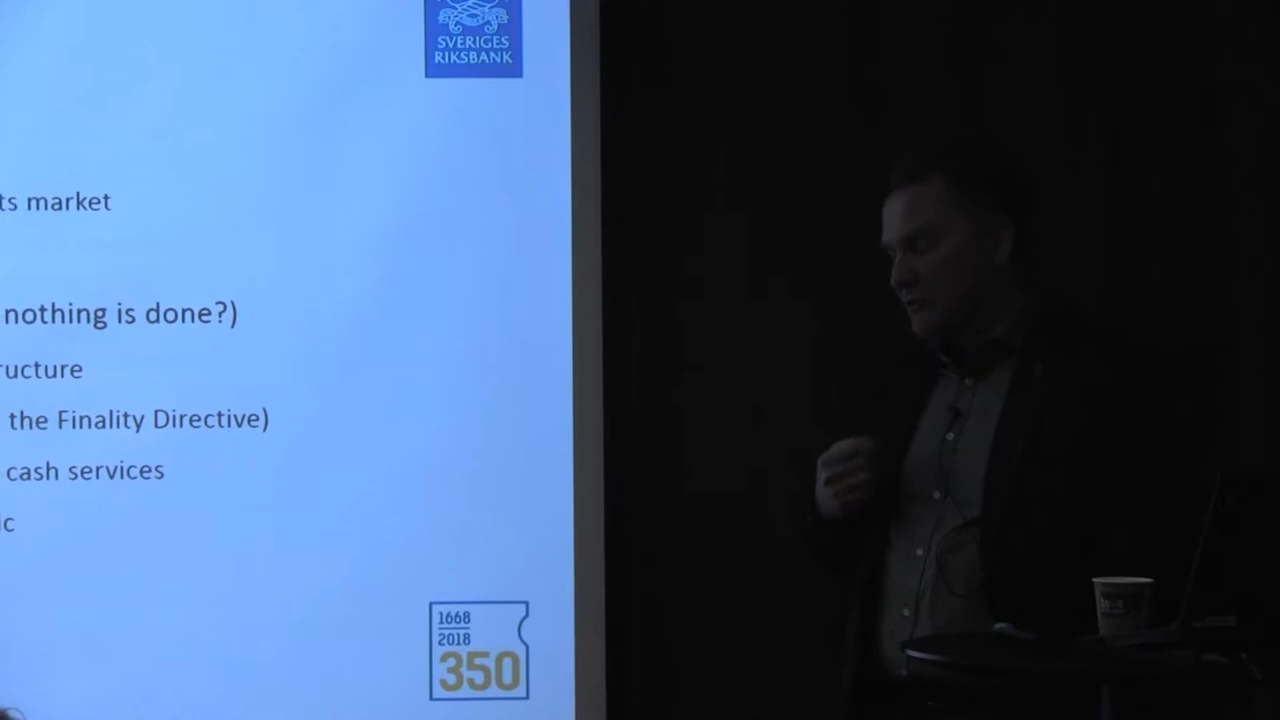 SVERIGES
RIKSBANK
ts market
nothing is done?)
ructure
the Finality Directive)
cash services
ic
1668
2018
350